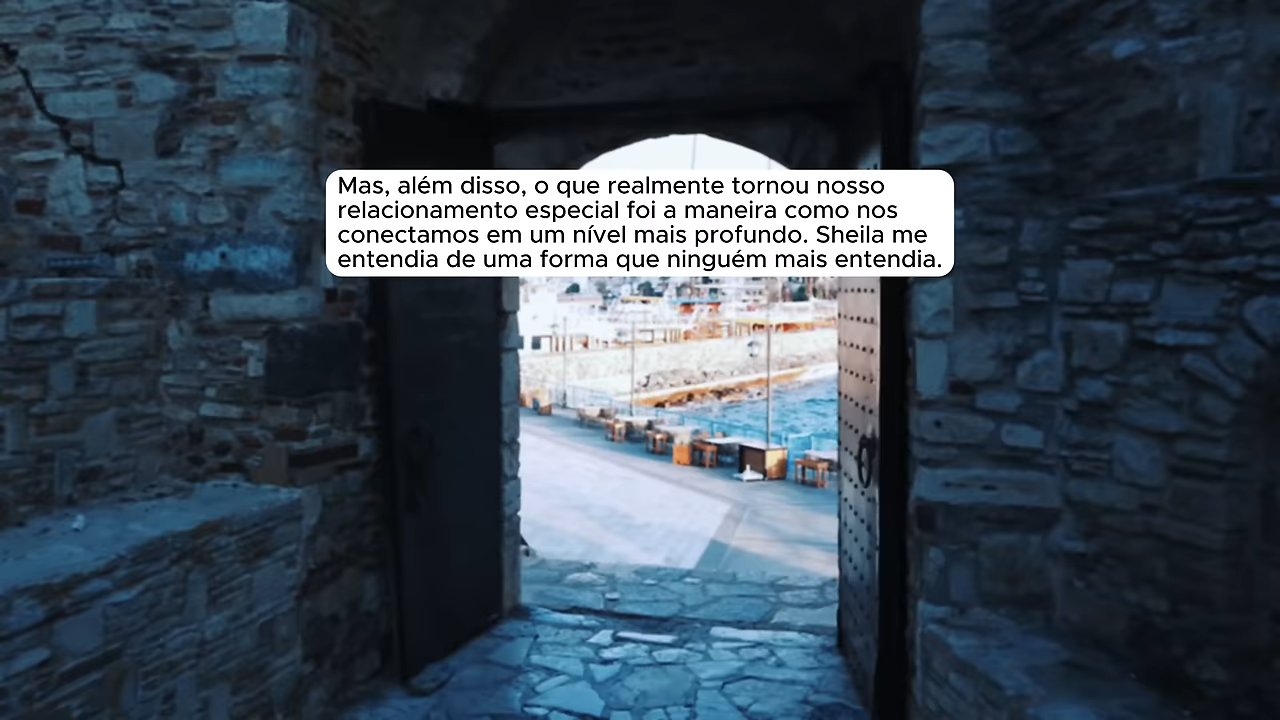 Mas, além disso, o que realmente tornou nosso
relacionamento especial foi a maneira como nos
conectamos em um nível mais profundo. Sheila me
entendia de uma forma que ninguém mais entendia.